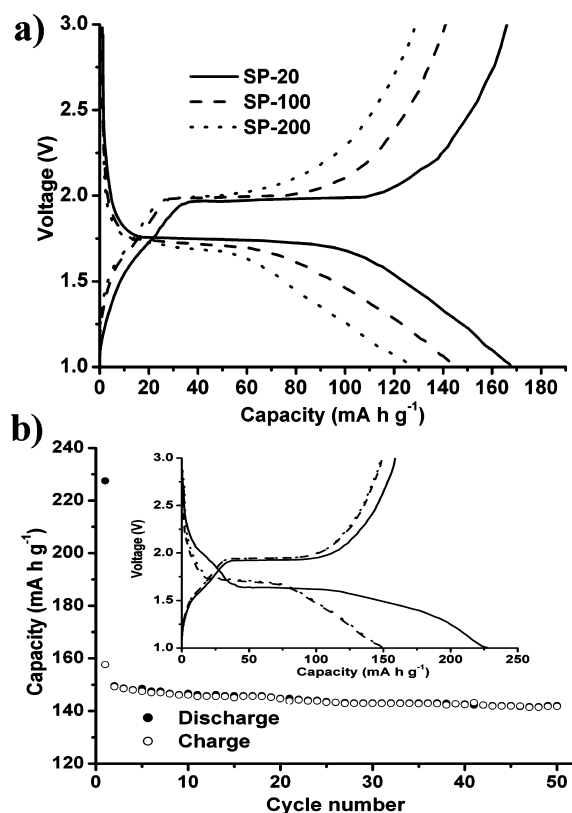 a)
3.0
2.5
2.0
1.5
1.0
Voltage (V)
SP-20
SP-100
SP-200
0 20 40 60 80 100 120 140 160 180
Capacity (mA h g⁻¹)
b)
240
220
200
180
160
140
120
Capacity (mA h g⁻¹)
3.0
2.5
2.0
1.5
1.0
Voltage (V)
0 50 100 150 200 250
Capacity (mA h g⁻¹)
Discharge
Charge
0 10 20 30 40 50
Cycle number